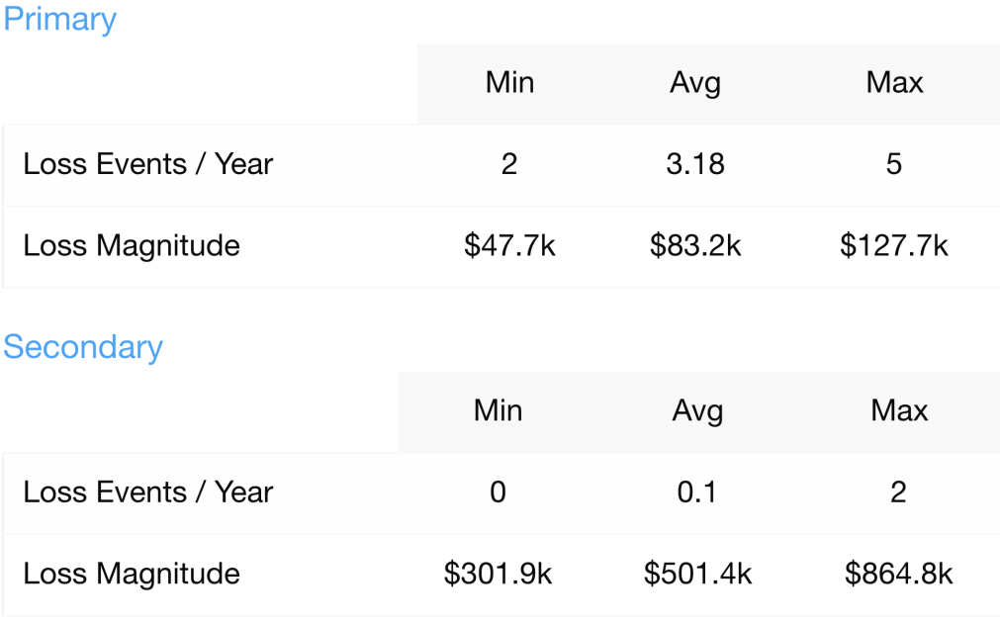 Primary
Min Avg Max
Loss Events / Year 2 3.18 5
Loss Magnitude $47.7k $83.2k $127.7k
Secondary
Min Avg Max
Loss Events / Year 0 0.1 2
Loss Magnitude $301.9k $501.4k $864.8k